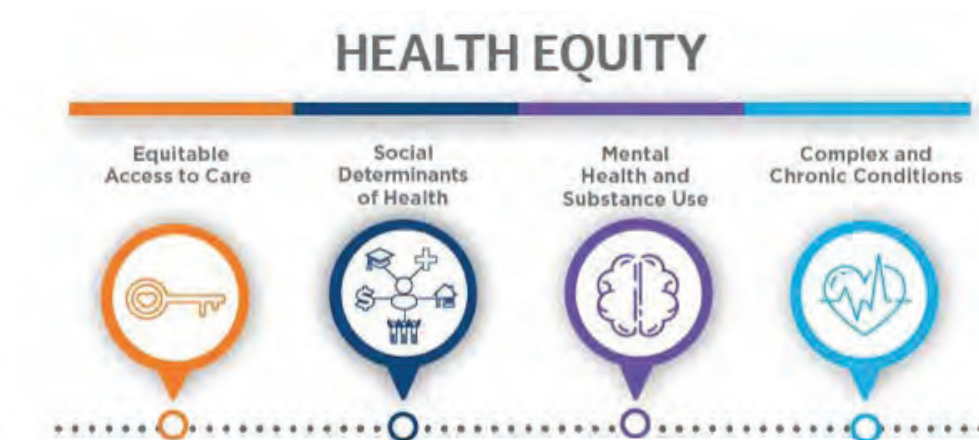 HEALTH EQUITY
Equitable
Access to Care
Social
Determinants
of Health
Mental
Health and
Substance Use
Complex and
Chronic Conditions
$